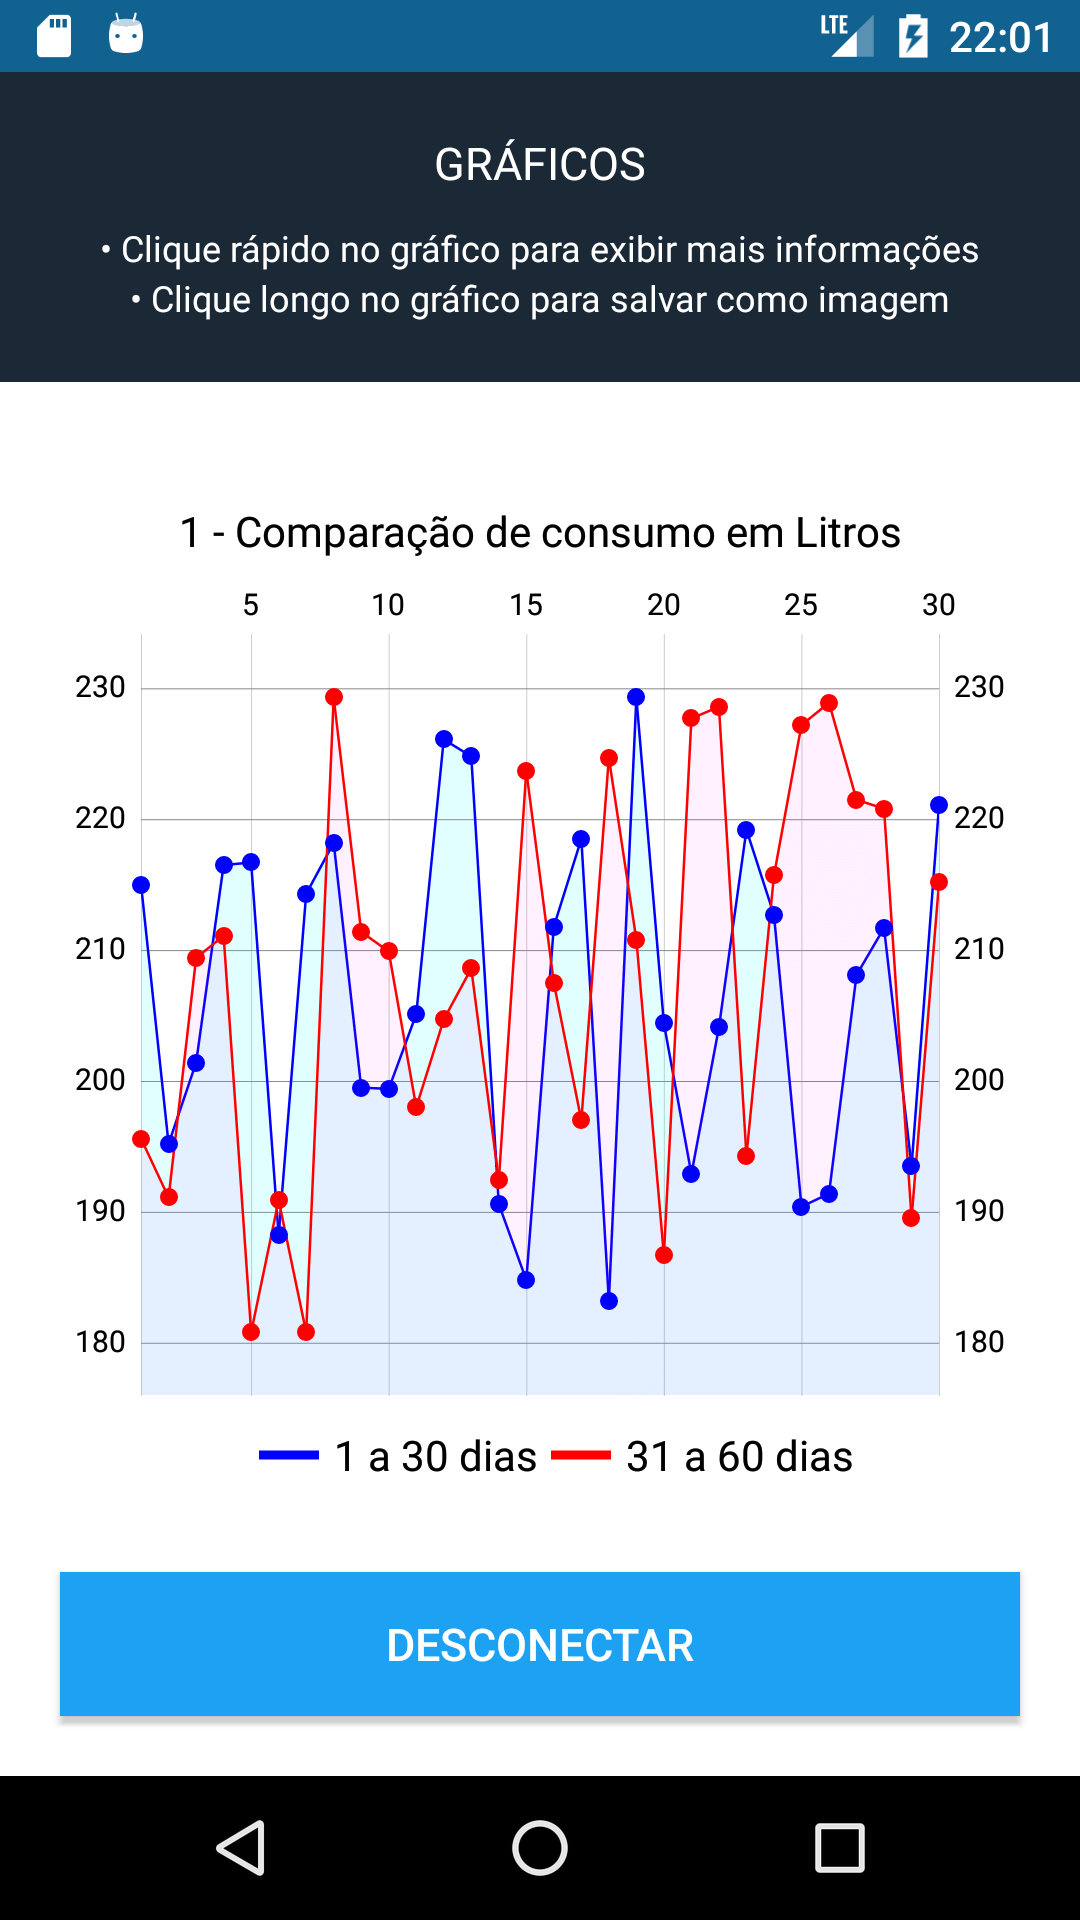 LTE 22:01
GRÁFICOS
• Clique rápido no gráfico para exibir mais informações
• Clique longo no gráfico para salvar como imagem
1 - Comparação de consumo em Litros
5 10 15 20 25 30
230 230
220 220
210 210
200 200
190 190
180 180
1 a 30 dias 31 a 60 dias
DESCONECTAR